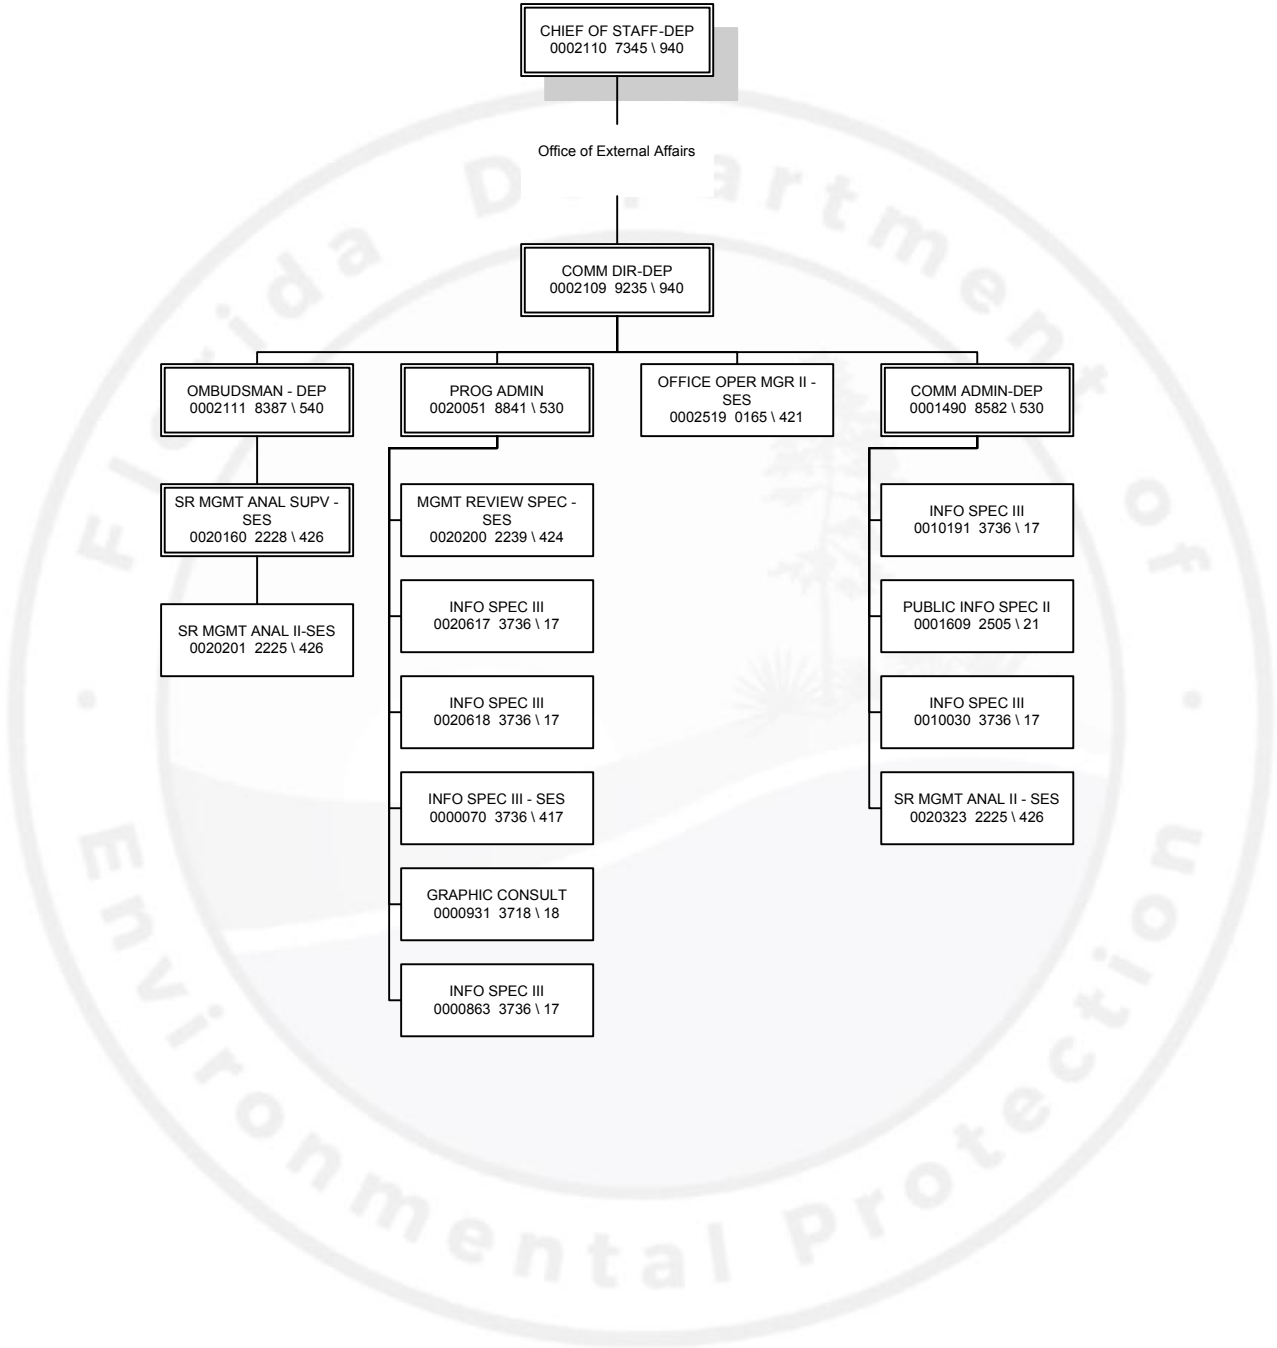 CHIEF OF STAFF-DEP
0002110 7345 \ 940
Office of External Affairs
COMM DIR-DEP
0002109 9235 \ 940
OMBUDSMAN - DEP
0002111 8387 \ 540
PROG ADMIN
0020051 8841 \ 530
OFFICE OPER MGR II -
SES
0002519 0165 \ 421
COMM ADMIN-DEP
0001490 8582 \ 530
SR MGMT ANAL SUPV -
SES
0020160 2228 \ 426
SR MGMT ANAL II-SES
0020201 2225 \ 426
MGMT REVIEW SPEC -
SES
0020200 2239 \ 424
INFO SPEC III
0020617 3736 \ 17
INFO SPEC III
0020618 3736 \ 17
INFO SPEC III - SES
0000070 3736 \ 417
GRAPHIC CONSULT
0000931 3718 \ 18
INFO SPEC III
0000863 3736 \ 17
INFO SPEC III
0010191 3736 \ 17
PUBLIC INFO SPEC II
0001609 2505 \ 21
INFO SPEC III
0010030 3736 \ 17
SR MGMT ANAL II - SES
0020323 2225 \ 426
Florida Department of
Environmental Protection